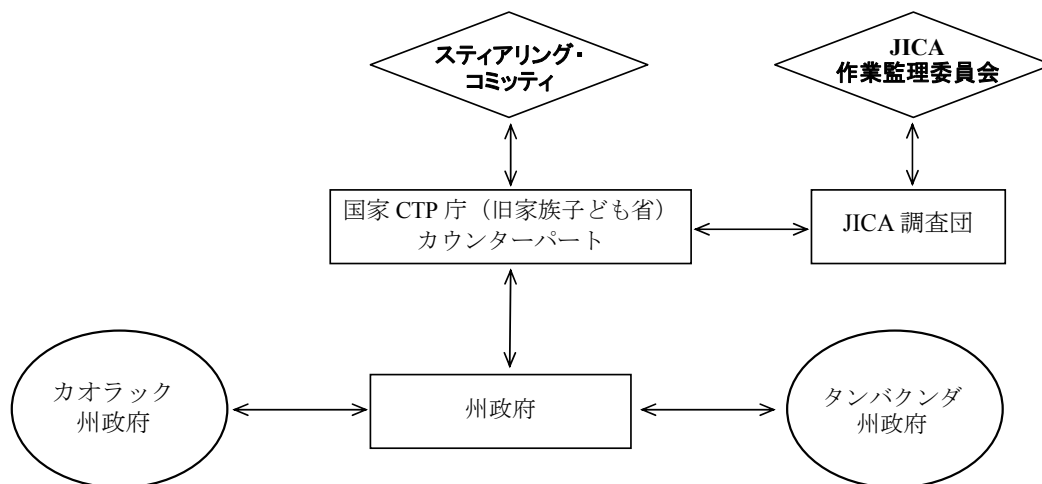 スティアリング・
コミッティ
JICA
作業監理委員会
国家 CTP 庁（旧家族子ども省）
カウンターパート
JICA 調査団
カオラック
州政府
州政府
タンバクンダ
州政府